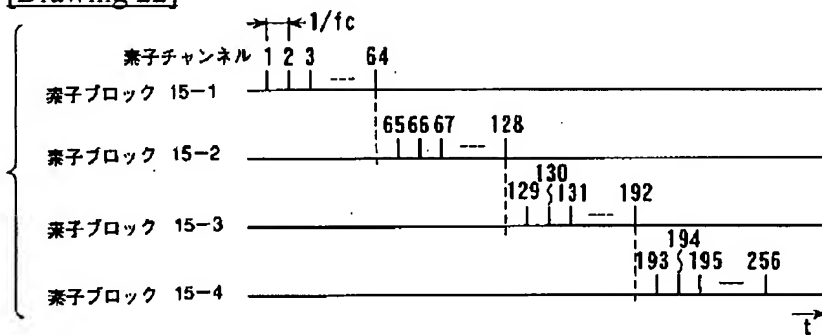 [Drawing 22]
1/fc
素子チャンネル 1 2 3 --- 64
素子ブロック 15-1
65 66 67 --- 128
素子ブロック 15-2
130
129 131 --- 192
素子ブロック 15-3
194
193 195 --- 256
素子ブロック 15-4
t